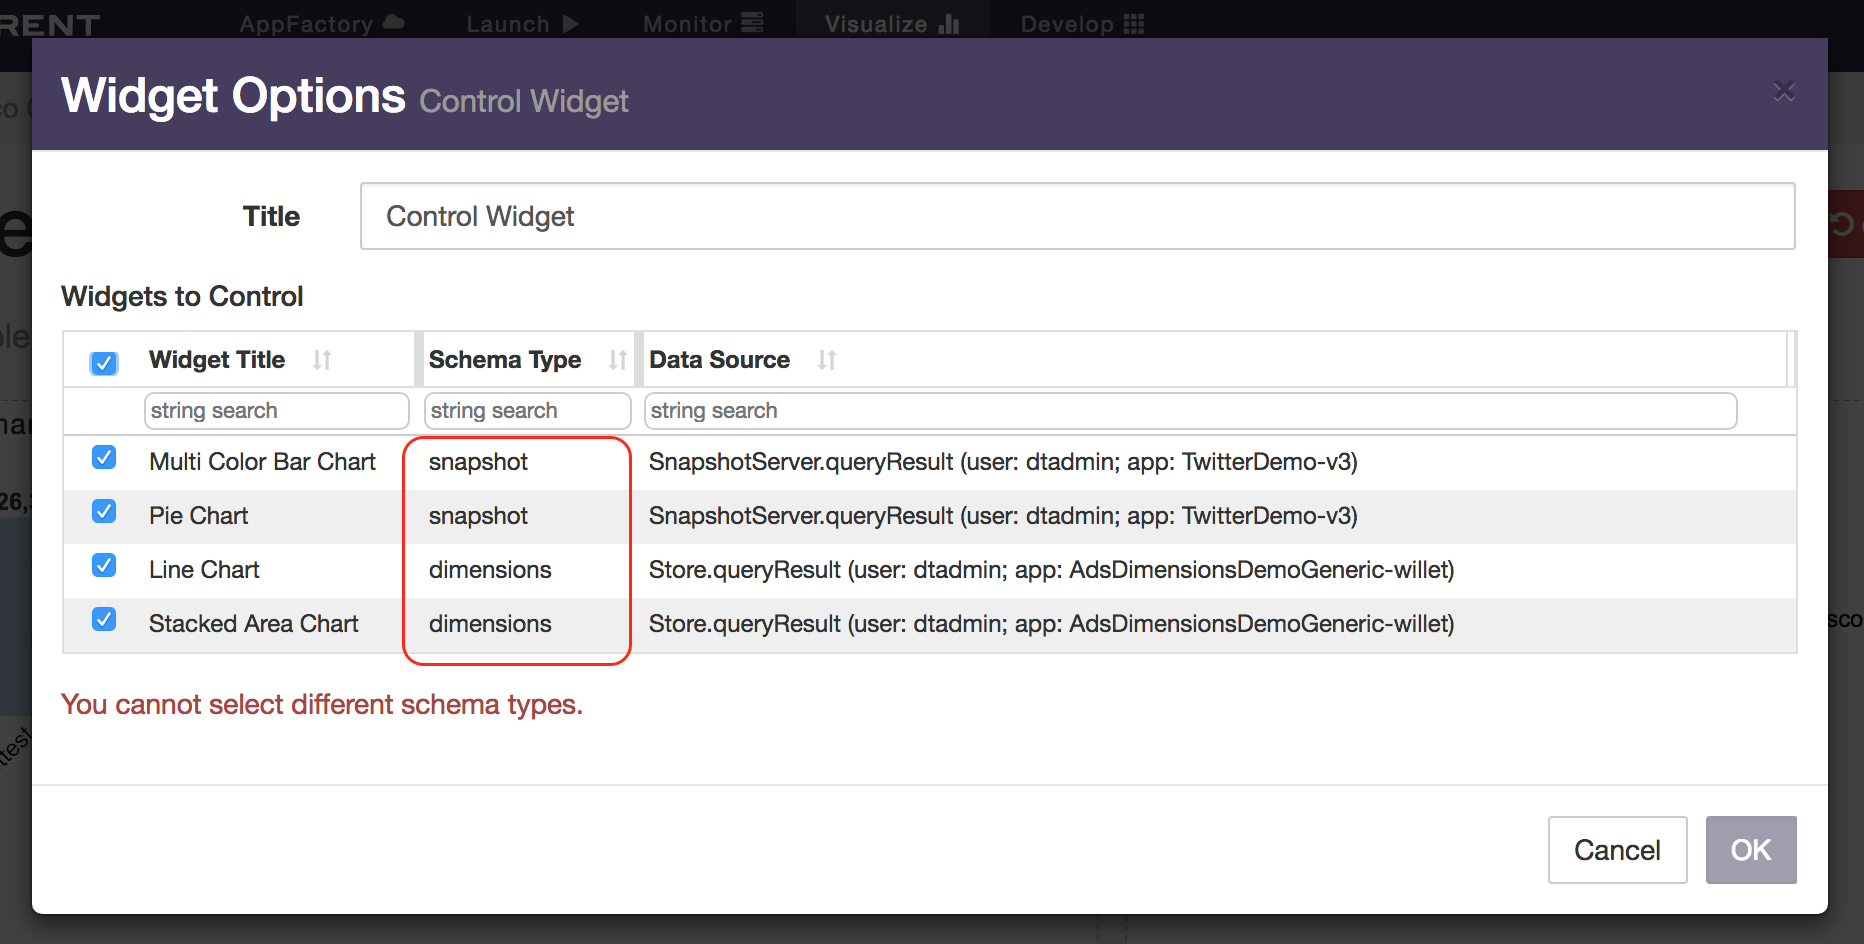 RENT AppFactory Launch Monitor Visualize Develop
Widget Options Control Widget
Title Control Widget
Widgets to Control
Widget Title Schema Type Data Source
string search string search string search
Multi Color Bar Chart snapshot SnapshotServer.queryResult (user: dtadmin; app: TwitterDemo-v3)
Pie Chart snapshot SnapshotServer.queryResult (user: dtadmin; app: TwitterDemo-v3)
Line Chart dimensions Store.queryResult (user: dtadmin; app: AdsDimensionsDemoGeneric-willet)
Stacked Area Chart dimensions Store.queryResult (user: dtadmin; app: AdsDimensionsDemoGeneric-willet)
You cannot select different schema types.
Cancel OK